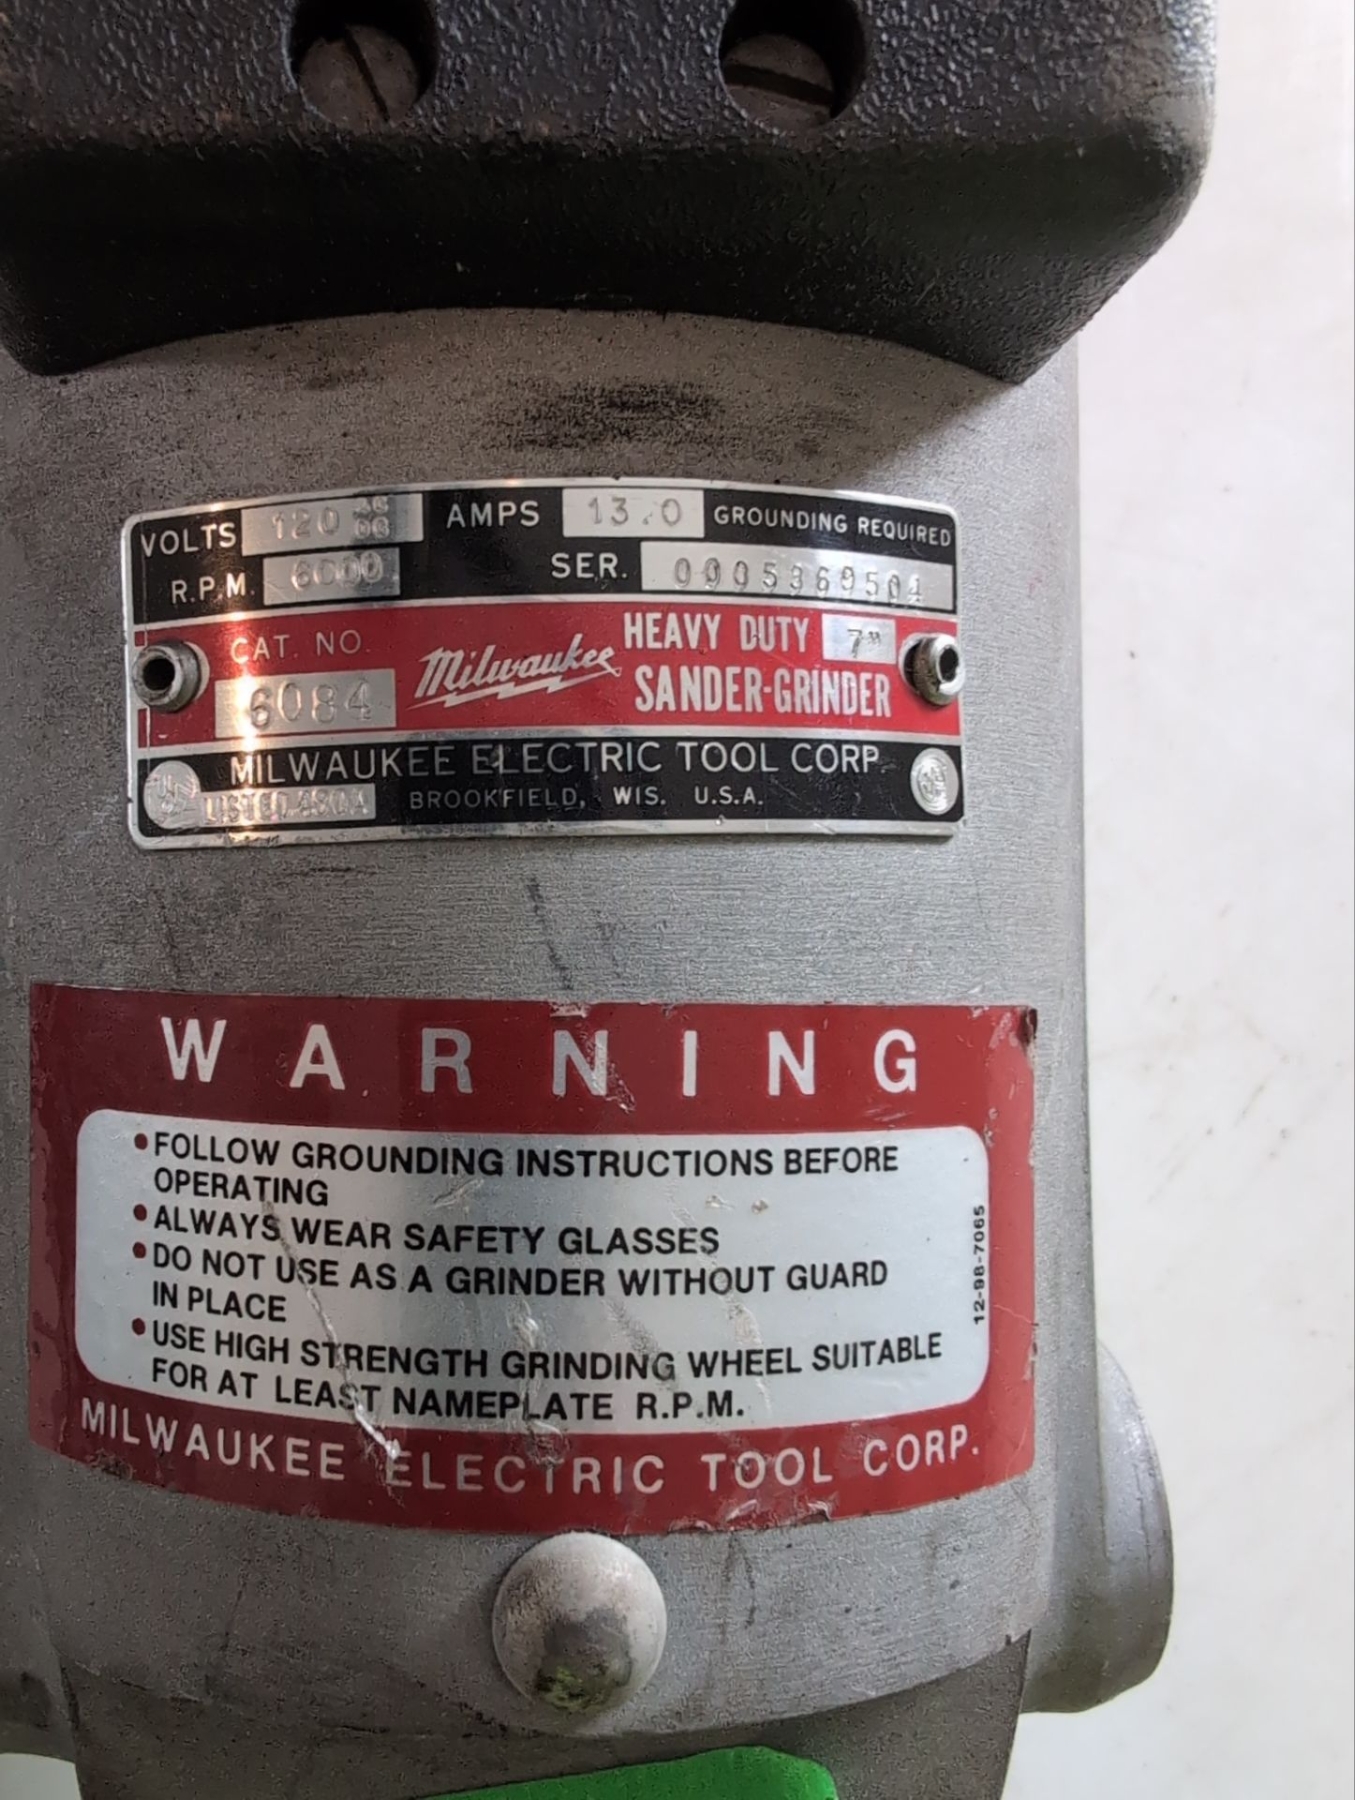 VOLTS 120 AMPS 13.0 GROUNDING REQUIRED
R.P.M. 6000 SER. 0005369504
CAT. NO. Milwaukee HEAVY DUTY 7"
6084 SANDER-GRINDER
MILWAUKEE ELECTRIC TOOL CORP.
LISTED BROOKFIELD, WIS. U.S.A.
WARNING
•FOLLOW GROUNDING INSTRUCTIONS BEFORE
OPERATING
•ALWAYS WEAR SAFETY GLASSES
•DO NOT USE AS A GRINDER WITHOUT GUARD
IN PLACE
•USE HIGH STRENGTH GRINDING WHEEL SUITABLE
FOR AT LEAST NAMEPLATE R.P.M.
12-98-7065
MILWAUKEE ELECTRIC TOOL CORP.